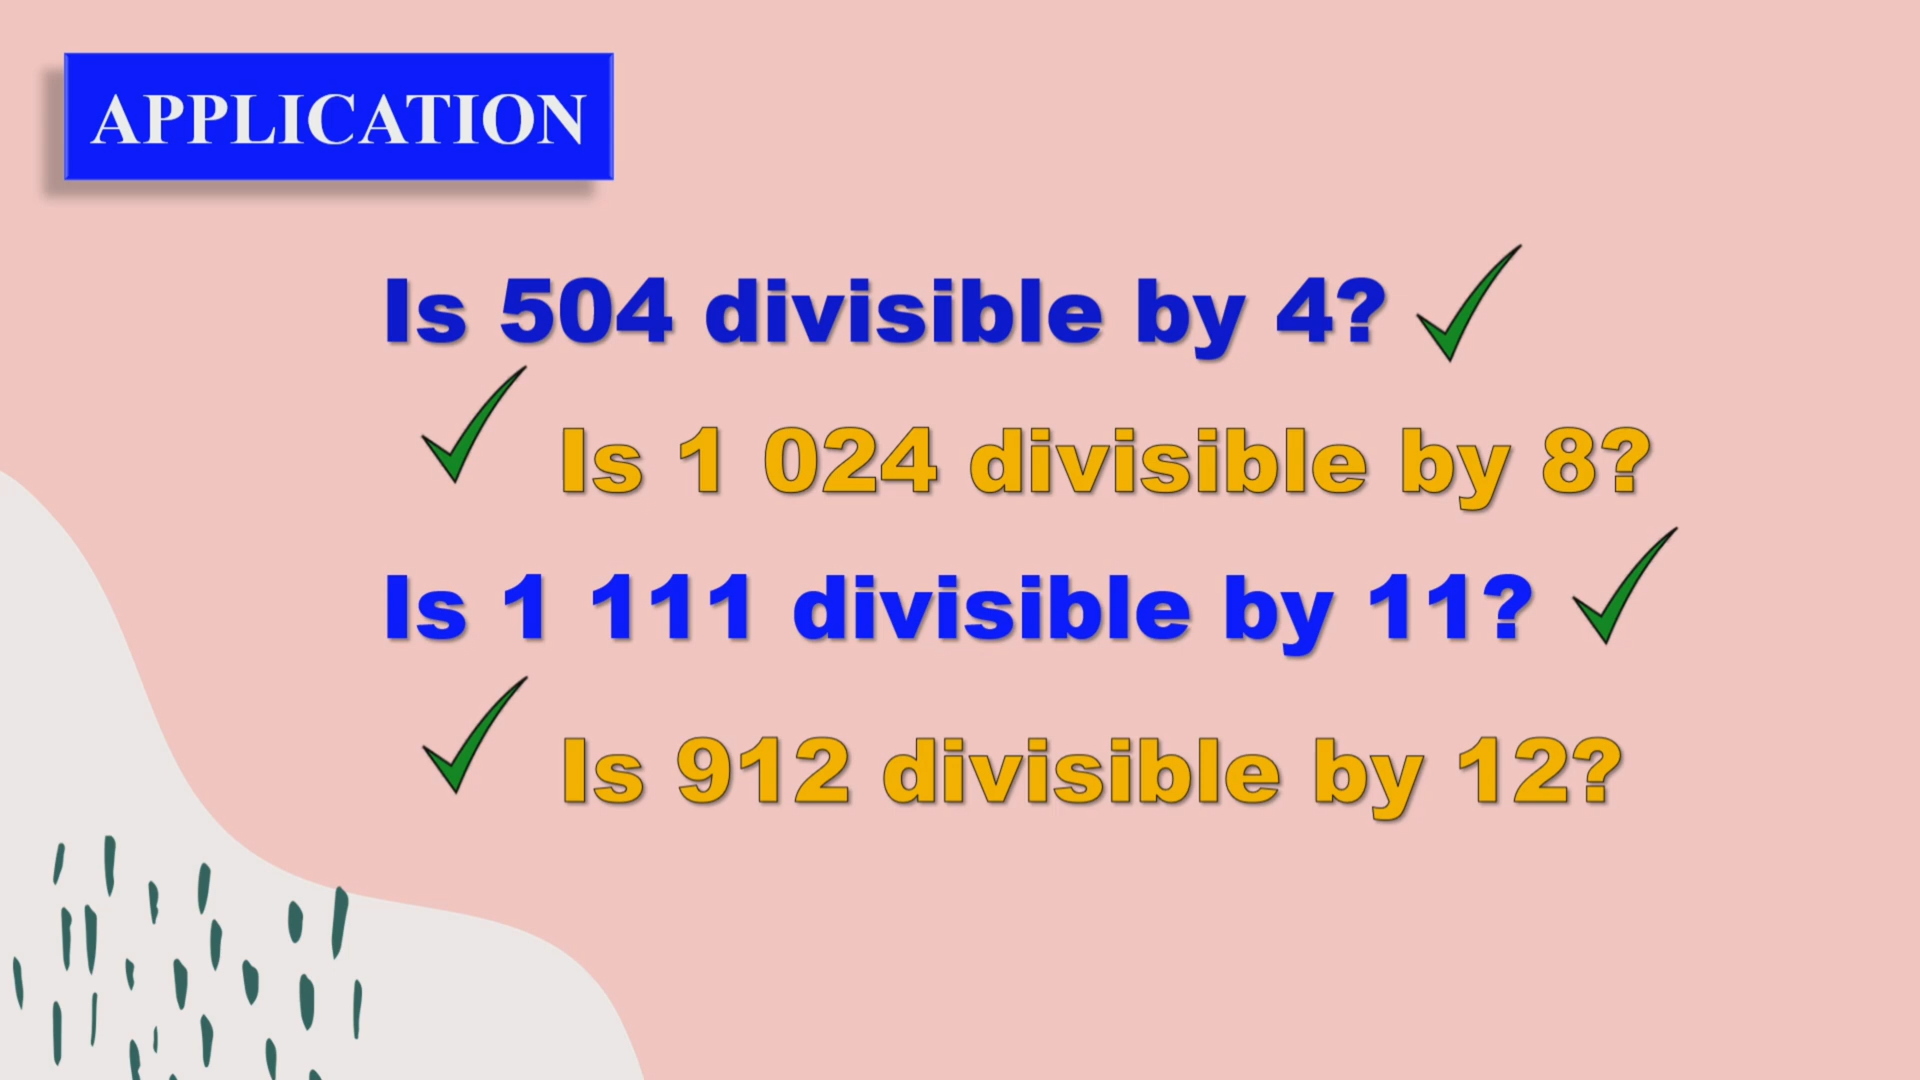 APPLICATION
Is 504 divisible by 4?
Is 1 024 divisible by 8?
Is 1 111 divisible by 11?
Is 912 divisible by 12?